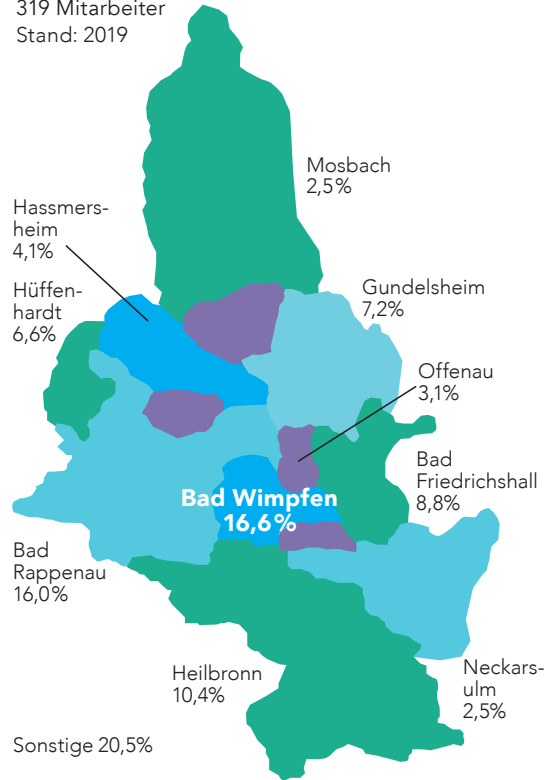 319 Mitarbeiter
Stand: 2019
Mosbach
2,5%
Hassmers-
heim
4,1%
Hüffen-
hardt
6,6%
Gundelsheim
7,2%
Offenau
3,1%
Bad
Friedrichshall
8,8%
Bad Wimpfen
16,6%
Bad
Rappenau
16,0%
Heilbronn
10,4%
Neckars-
ulm
2,5%
Sonstige 20,5%